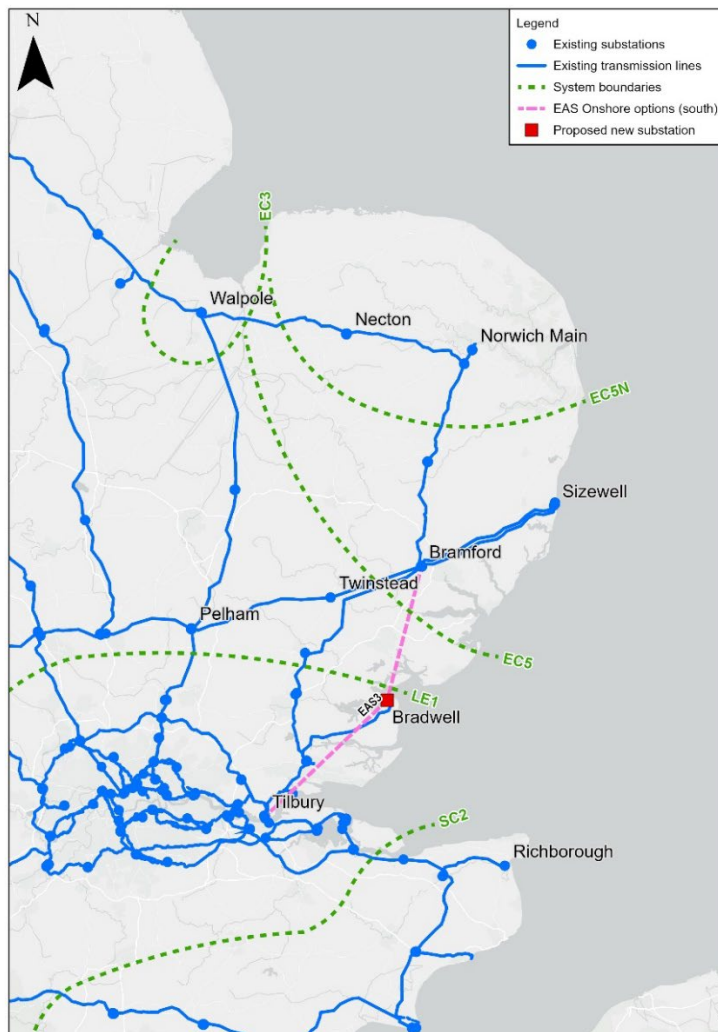 N
Legend
Existing substations
Existing transmission lines
System boundaries
EAS Onshore options (south)
Proposed new substation
EC3
Walpole
Necton
Norwich Main
EC5N
Sizewell
Bramford
Twinstead
Pelham
EC5
LE1
EAS3
Bradwell
Tilbury
SC2
Richborough